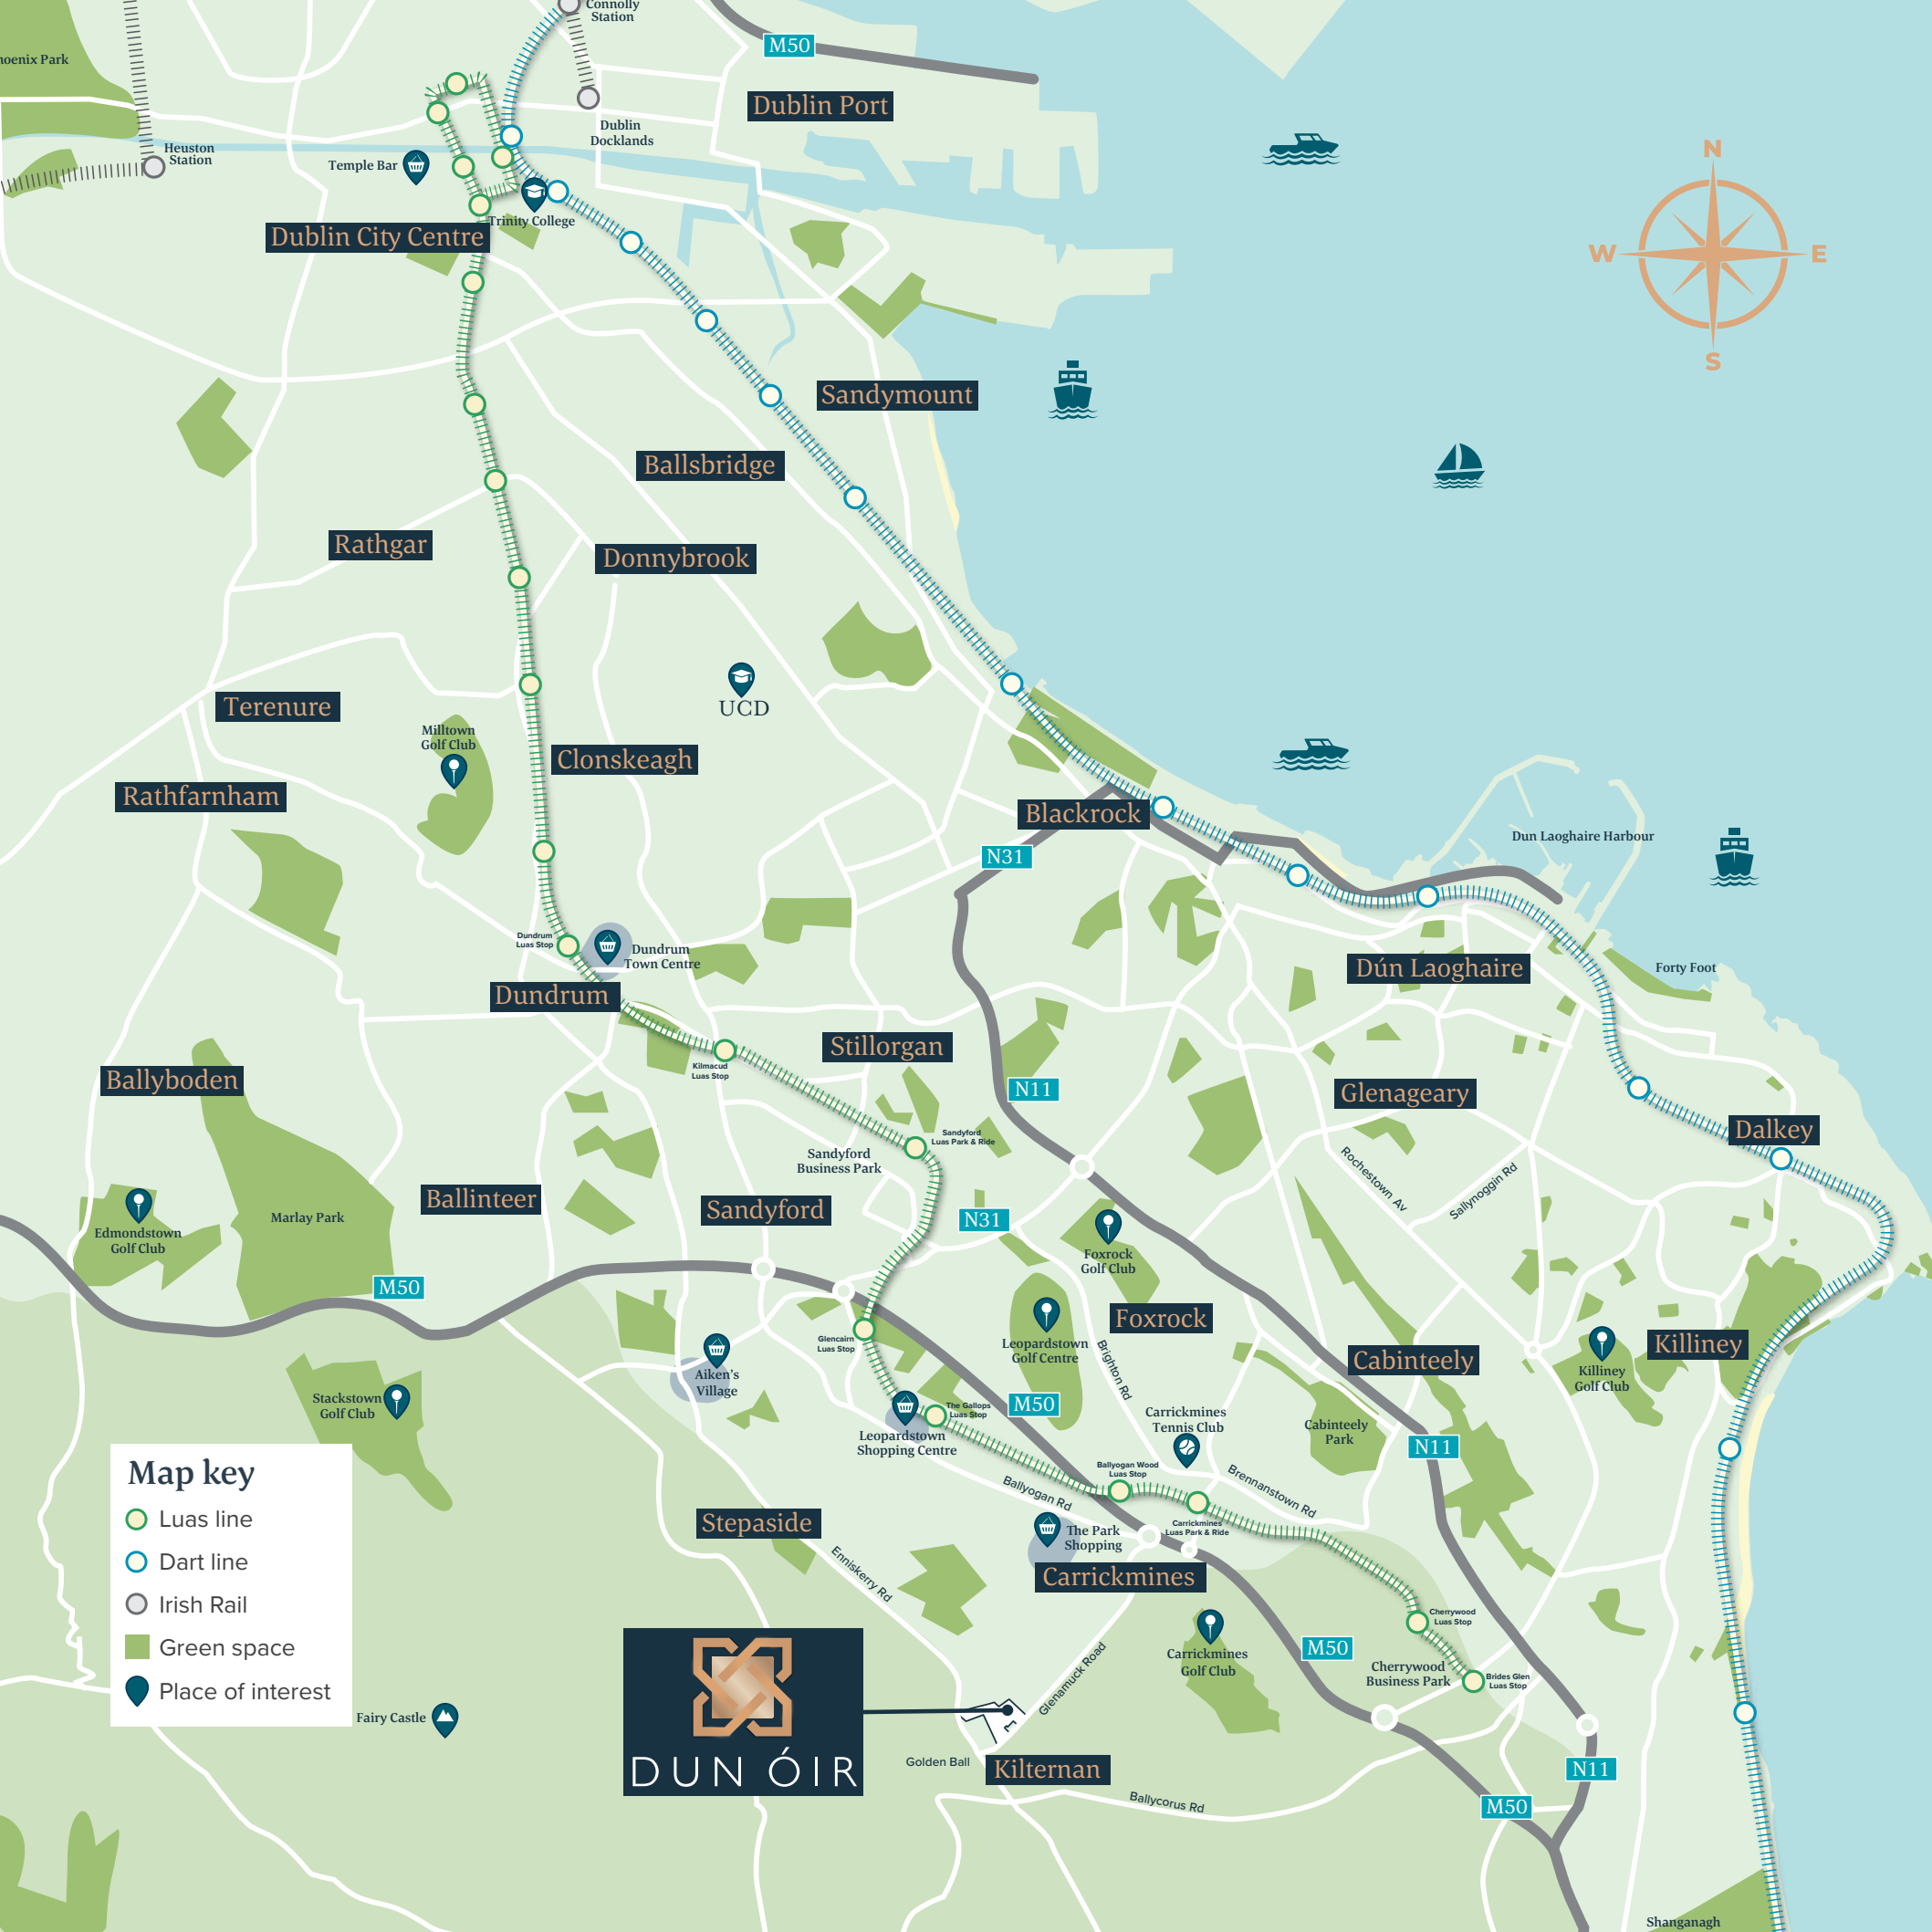 Connolly
Station
M50
hoenix Park
Dublin Port
Dublin
Docklands
Heuston
Station
Temple Bar
Trinity College
Dublin City Centre
N
W
E
S
Sandymount
Ballsbridge
Rathgar
Donnybrook
UCD
Terenure
Milltown
Golf Club
Clonskeagh
Rathfarnham
Blackrock
N31
Dun Laoghaire Harbour
Dundrum
Luas Stop
Dundrum
Town Centre
Dún Laoghaire
Forty Foot
Dundrum
Stillorgan
Kilmacud
Luas Stop
Ballyboden
N11
Glenageary
Dalkey
Sandyford
Luas Park & Ride
Sandyford
Business Park
Rochestown Av
Sallynoggin Rd
Ballinteer
Sandyford
Marlay Park
Edmondstown
Golf Club
N31
Foxrock
Golf Club
M50
Foxrock
Glencairn
Luas Stop
Leopardstown
Golf Centre
Brighton Rd
Cabinteely
Killiney
Killiney
Golf Club
Aiken's
Village
Stackstown
Golf Club
The Gallops
Luas Stop
M50
Carrickmines
Tennis Club
Cabinteely
Park
Leopardstown
Shopping Centre
N11
Ballyogan Wood
Luas Stop
Ballyogan Rd
Brennanstown Rd
Map key
Luas line
Dart line
Irish Rail
Green space
Place of interest
Stepaside
The Park
Shopping
Carrickmines
Luas Park & Ride
Carrickmines
Enniskerry Rd
Cherrywood
Luas Stop
M50
Carrickmines
Golf Club
Cherrywood
Business Park
Brides Glen
Luas Stop
Glenamuck Road
Fairy Castle
DUN ÓIR
Golden Ball
Kilternan
N11
Ballycorus Rd
M50
Shanganagh